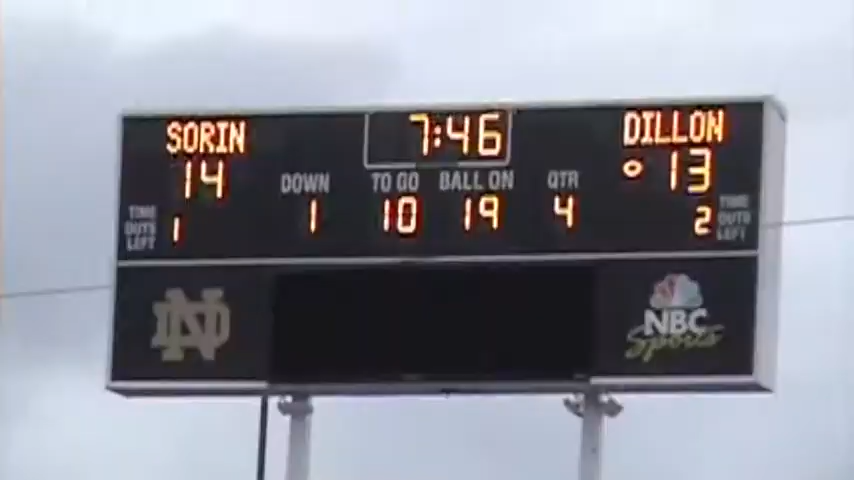 SORIN 7:46 DILLON
14 DOWN TO GO BALL ON QTR 13
TIME OUTS LEFT 1 1 10 19 4 2 TIME OUTS LEFT
ND NBC
Sports